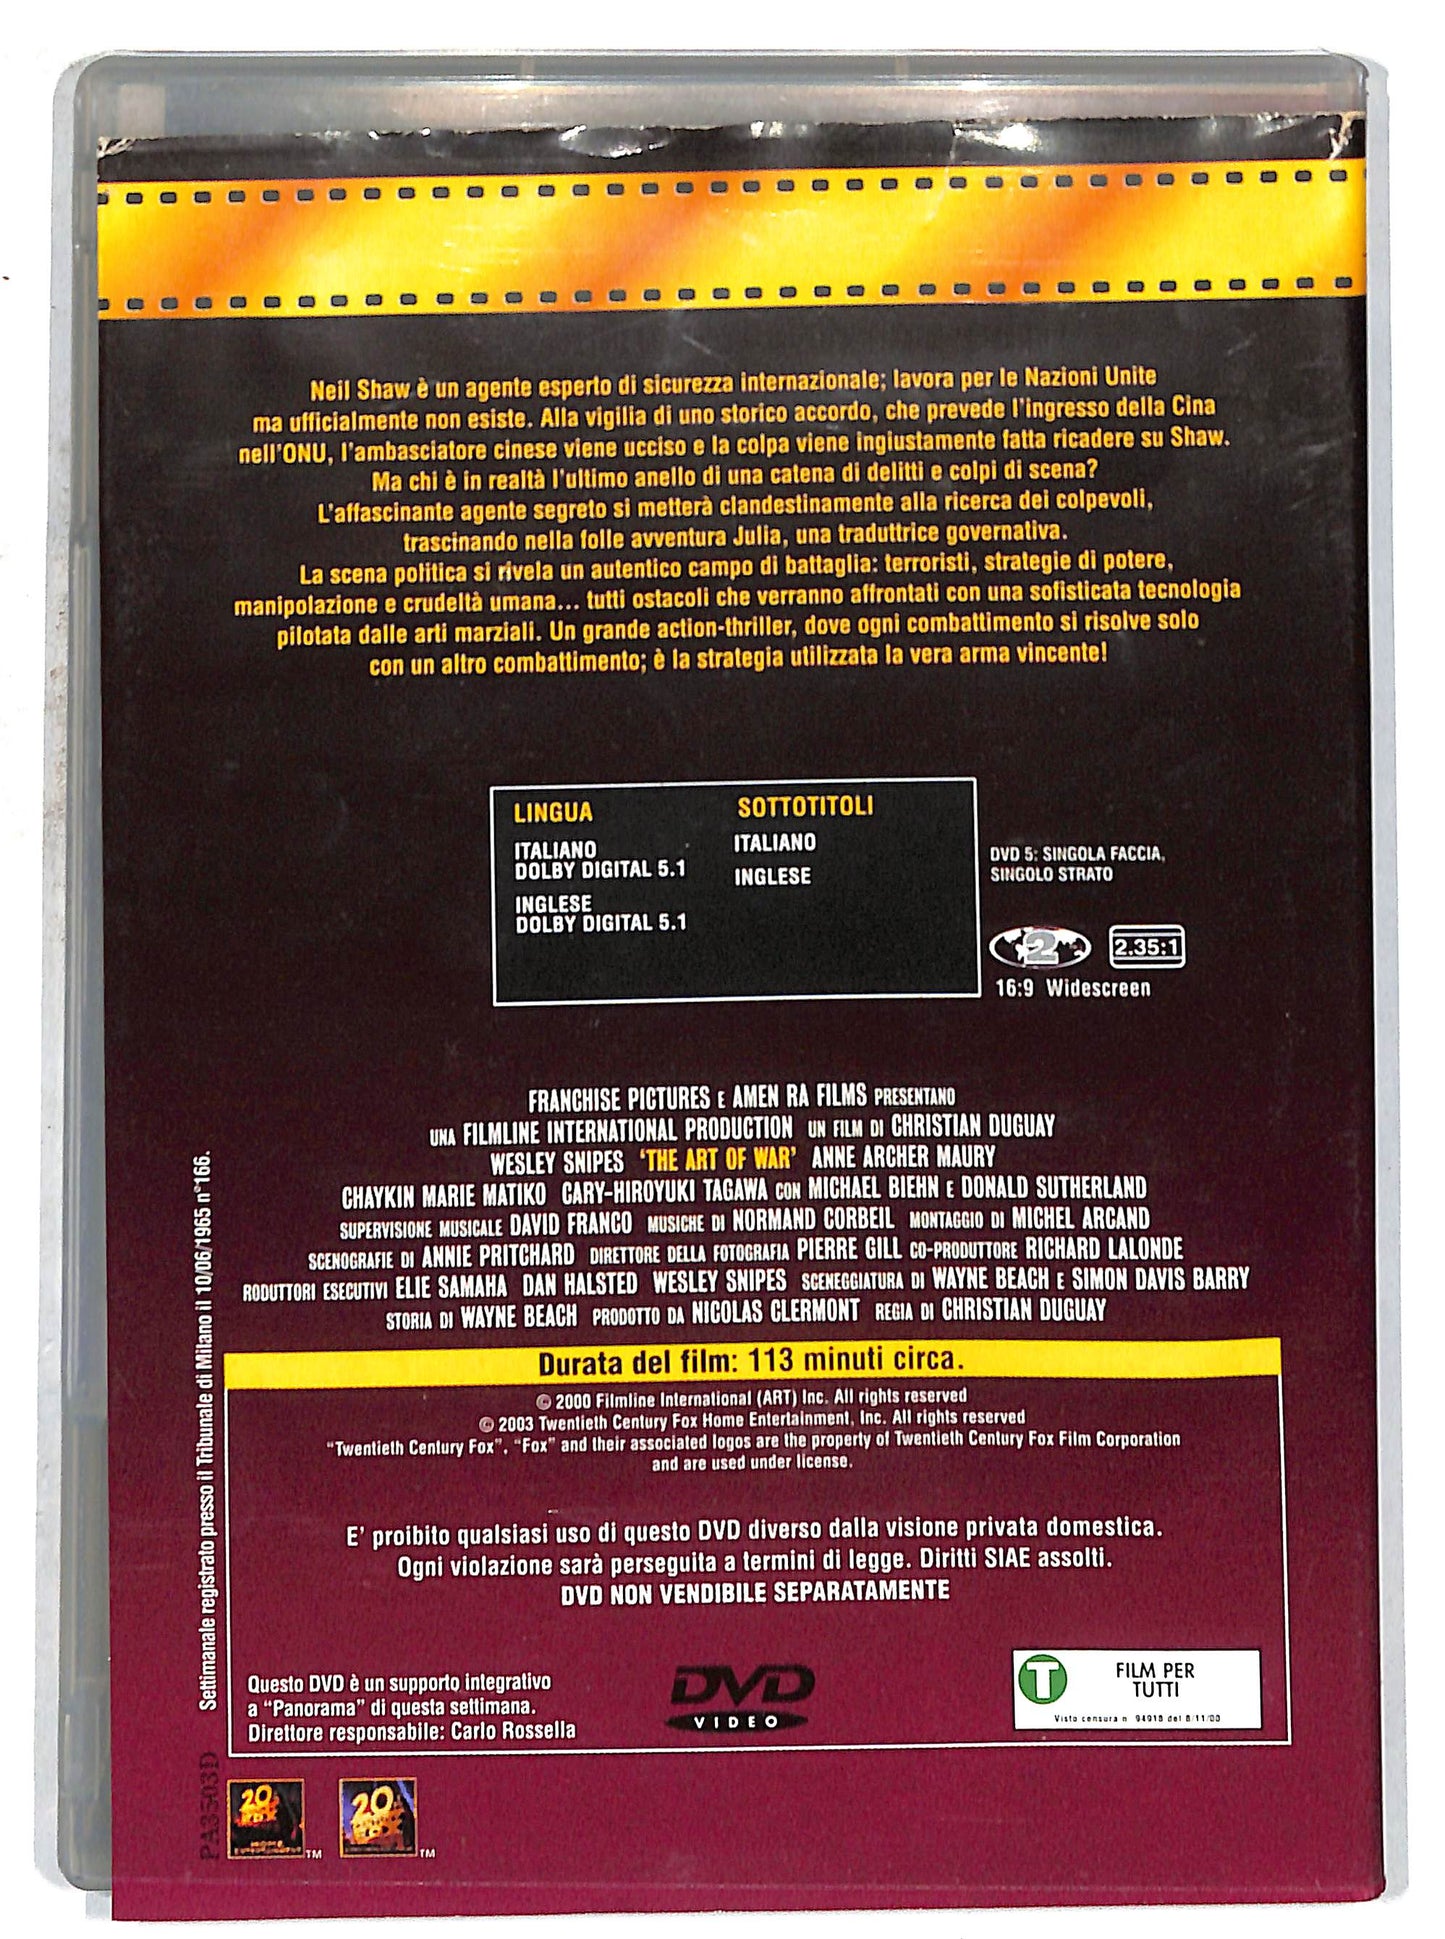 Neil Shaw è un agente esperto di sicurezza internazionale; lavora per le Nazioni Unite
ma ufficialmente non esiste. Alla vigilia di uno storico accordo, che prevede l'ingresso della Cina
nell'ONU, l'ambasciatore cinese viene ucciso e la colpa viene ingiustamente fatta ricadere su Shaw.
Ma chi è in realtà l'ultimo anello di una catena di delitti e colpi di scena?
L'affascinante agente segreto si metterà clandestinamente alla ricerca dei colpevoli,
trascinando nella folle avventura Julia, una traduttrice governativa.
La scena politica si rivela un autentico campo di battaglia: terroristi, strategie di potere,
manipolazione e crudeltà umana... tutti ostacoli che verranno affrontati con una sofisticata tecnologia
pilotata dalle arti marziali. Un grande action-thriller, dove ogni combattimento si risolve solo
con un altro combattimento; è la strategia utilizzata la vera arma vincente!
LINGUA
ITALIANO
DOLBY DIGITAL 5.1
INGLESE
DOLBY DIGITAL 5.1
SOTTOTITOLI
ITALIANO
INGLESE
DVD 5: SINGOLA FACCIA,
SINGOLO STRATO
2
2.35:1
16:9 Widescreen
FRANCHISE PICTURES E AMEN RA FILMS PRESENTANO
UNA FILMLINE INTERNATIONAL PRODUCTION UN FILM DI CHRISTIAN DUGUAY
WESLEY SNIPES 'THE ART OF WAR' ANNE ARCHER MAURY
CHAYKIN MARIE MATIKO CARY-HIROYUKI TAGAWA CON MICHAEL BIEHN E DONALD SUTHERLAND
SUPERVISIONE MUSICALE DAVID FRANCO MUSICHE DI NORMAND CORBEIL MONTAGGIO DI MICHEL ARCAND
SCENOGRAFIE DI ANNIE PRITCHARD DIRETTORE DELLA FOTOGRAFIA PIERRE GILL CO-PRODUTTORE RICHARD LALONDE
RODUTTORI ESECUTIVI ELIE SAMAHA DAN HALSTED WESLEY SNIPES SCENEGGIATURA DI WAYNE BEACH E SIMON DAVIS BARRY
STORIA DI WAYNE BEACH PRODOTTO DA NICOLAS CLERMONT REGIA DI CHRISTIAN DUGUAY
Durata del film: 113 minuti circa.
© 2000 Filmline International (ART) Inc. All rights reserved
© 2003 Twentieth Century Fox Home Entertainment, Inc. All rights reserved
"Twentieth Century Fox", "Fox" and their associated logos are the property of Twentieth Century Fox Film Corporation
and are used under license.
E' proibito qualsiasi uso di questo DVD diverso dalla visione privata domestica.
Ogni violazione sarà perseguita a termini di legge. Diritti SIAE assolti.
DVD NON VENDIBILE SEPARATAMENTE
Questo DVD è un supporto integrativo
a "Panorama" di questa settimana.
Direttore responsabile: Carlo Rossella
DVD
VIDEO
T
FILM PER
TUTTI
Visto censura n. 94918 del 8/11/00
Settimanale registrato presso il Tribunale di Milano il 10/06/1965 n°166.
PA3503D
20
FOX
TM
20
FOX
TM